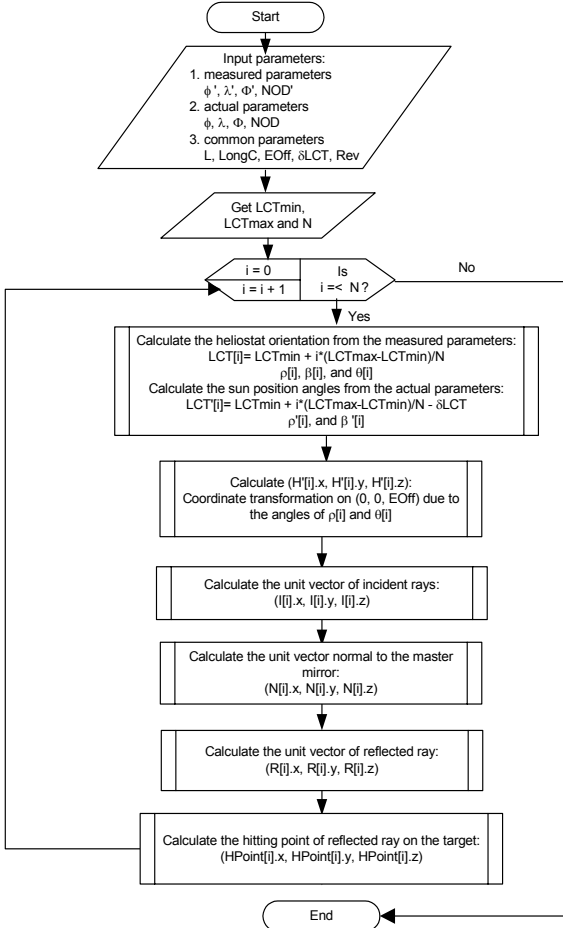 Start
Input parameters:
1. measured parameters
ϕ ', λ', Φ', NOD'
2. actual parameters
ϕ, λ, Φ, NOD
3. common parameters
L, LongC, EOff, δLCT, Rev
Get LCTmin,
LCTmax and N
i = 0
i = i + 1
Is
i =< N ?
No
Yes
Calculate the heliostat orientation from the measured parameters:
LCT[i]= LCTmin + i*(LCTmax-LCTmin)/N
ρ[i], β[i], and θ[i]
Calculate the sun position angles from the actual parameters:
LCT'[i]= LCTmin + i*(LCTmax-LCTmin)/N - δLCT
ρ'[i], and β '[i]
Calculate (H'[i].x, H'[i].y, H'[i].z):
Coordinate transformation on (0, 0, EOff) due
to the angles of ρ[i] and θ[i]
Calculate the unit vector of incident rays:
(I[i].x, I[i].y, I[i].z)
Calculate the unit vector normal to the master
mirror:
(N[i].x, N[i].y, N[i].z)
Calculate the unit vector of reflected ray:
(R[i].x, R[i].y, R[i].z)
Calculate the hitting point of reflected ray on the target:
(HPoint[i].x, HPoint[i].y, HPoint[i].z)
End